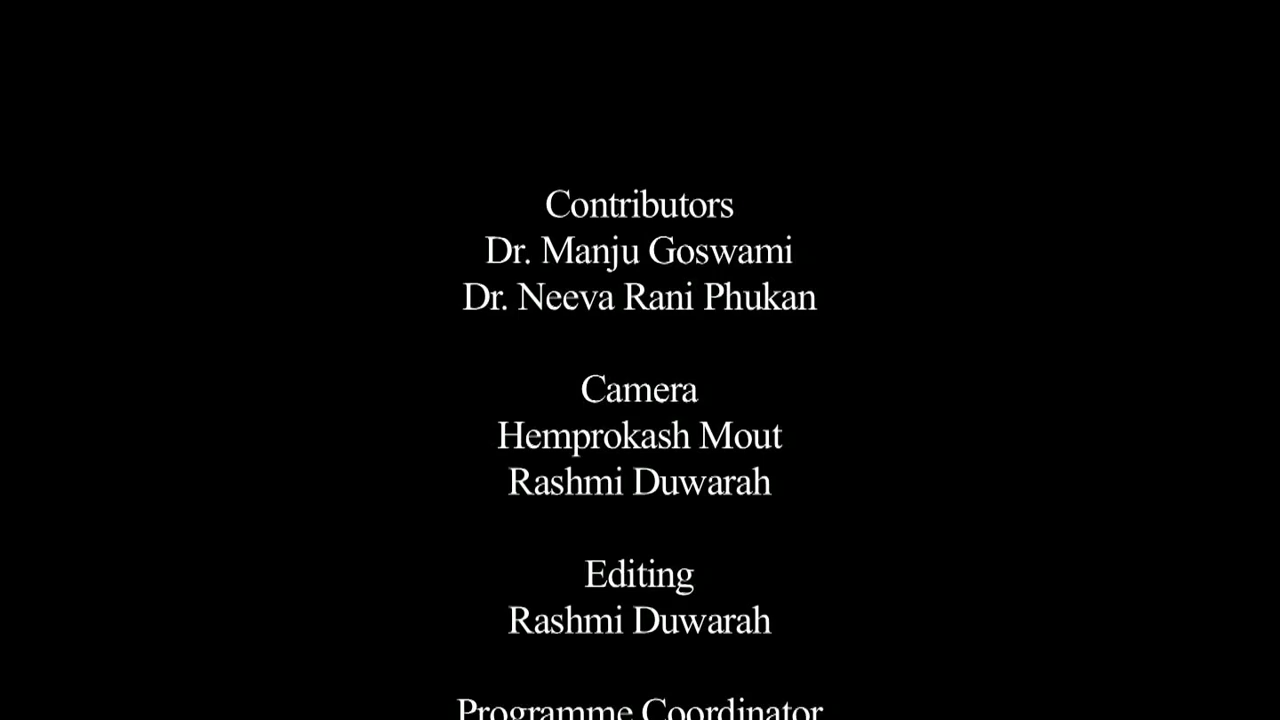 Contributors
Dr. Manju Goswami
Dr. Neeva Rani Phukan
Camera
Hemprokash Mout
Rashmi Duwarah
Editing
Rashmi Duwarah
Programme Coordinator